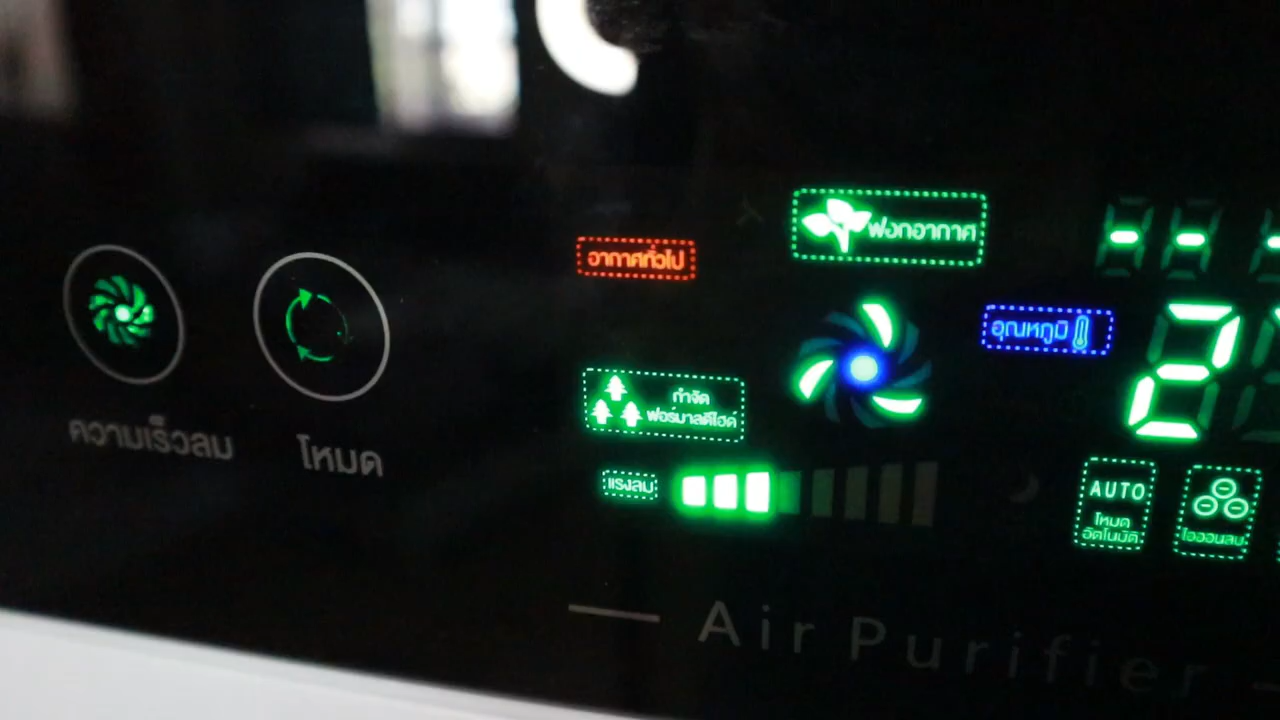 ฟอกอากาศ
อากาศทั่วไป
อุณหภูมิ
2
กำจัด
ฟอร์มาลดีไฮด์
ความเร็วลม
โหมด
แรงลม
AUTO
โหมด
อัตโนมัติ
ไอออนลบ
Air Purifier